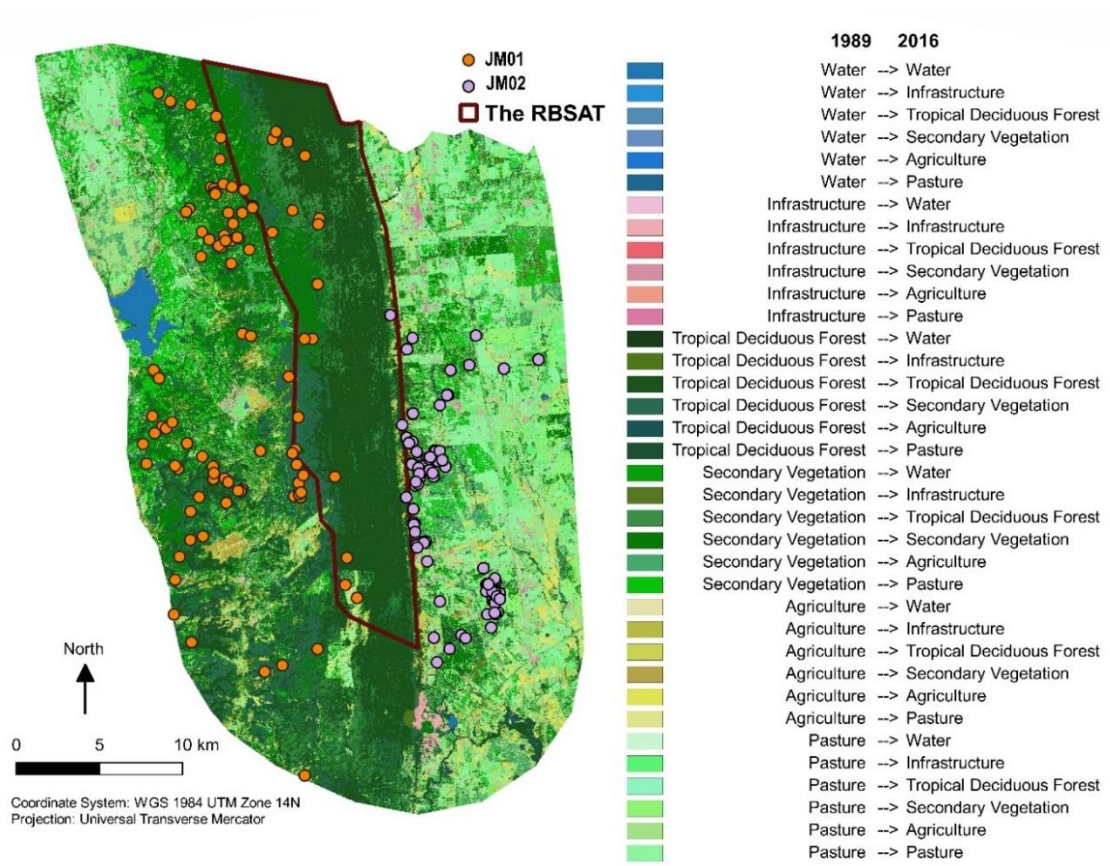 JM01
JM02
The RBSAT
1989 2016
Water --> Water
Water --> Infrastructure
Water --> Tropical Deciduous Forest
Water --> Secondary Vegetation
Water --> Agriculture
Water --> Pasture
Infrastructure --> Water
Infrastructure --> Infrastructure
Infrastructure --> Tropical Deciduous Forest
Infrastructure --> Secondary Vegetation
Infrastructure --> Agriculture
Infrastructure --> Pasture
Tropical Deciduous Forest --> Water
Tropical Deciduous Forest --> Infrastructure
Tropical Deciduous Forest --> Tropical Deciduous Forest
Tropical Deciduous Forest --> Secondary Vegetation
Tropical Deciduous Forest --> Agriculture
Tropical Deciduous Forest --> Pasture
Secondary Vegetation --> Water
Secondary Vegetation --> Infrastructure
Secondary Vegetation --> Tropical Deciduous Forest
Secondary Vegetation --> Secondary Vegetation
Secondary Vegetation --> Agriculture
Secondary Vegetation --> Pasture
Agriculture --> Water
Agriculture --> Infrastructure
Agriculture --> Tropical Deciduous Forest
Agriculture --> Secondary Vegetation
Agriculture --> Agriculture
Agriculture --> Pasture
Pasture --> Water
Pasture --> Infrastructure
Pasture --> Tropical Deciduous Forest
Pasture --> Secondary Vegetation
Pasture --> Agriculture
Pasture --> Pasture
North
0 5 10 km
Coordinate System: WGS 1984 UTM Zone 14N
Projection: Universal Transverse Mercator